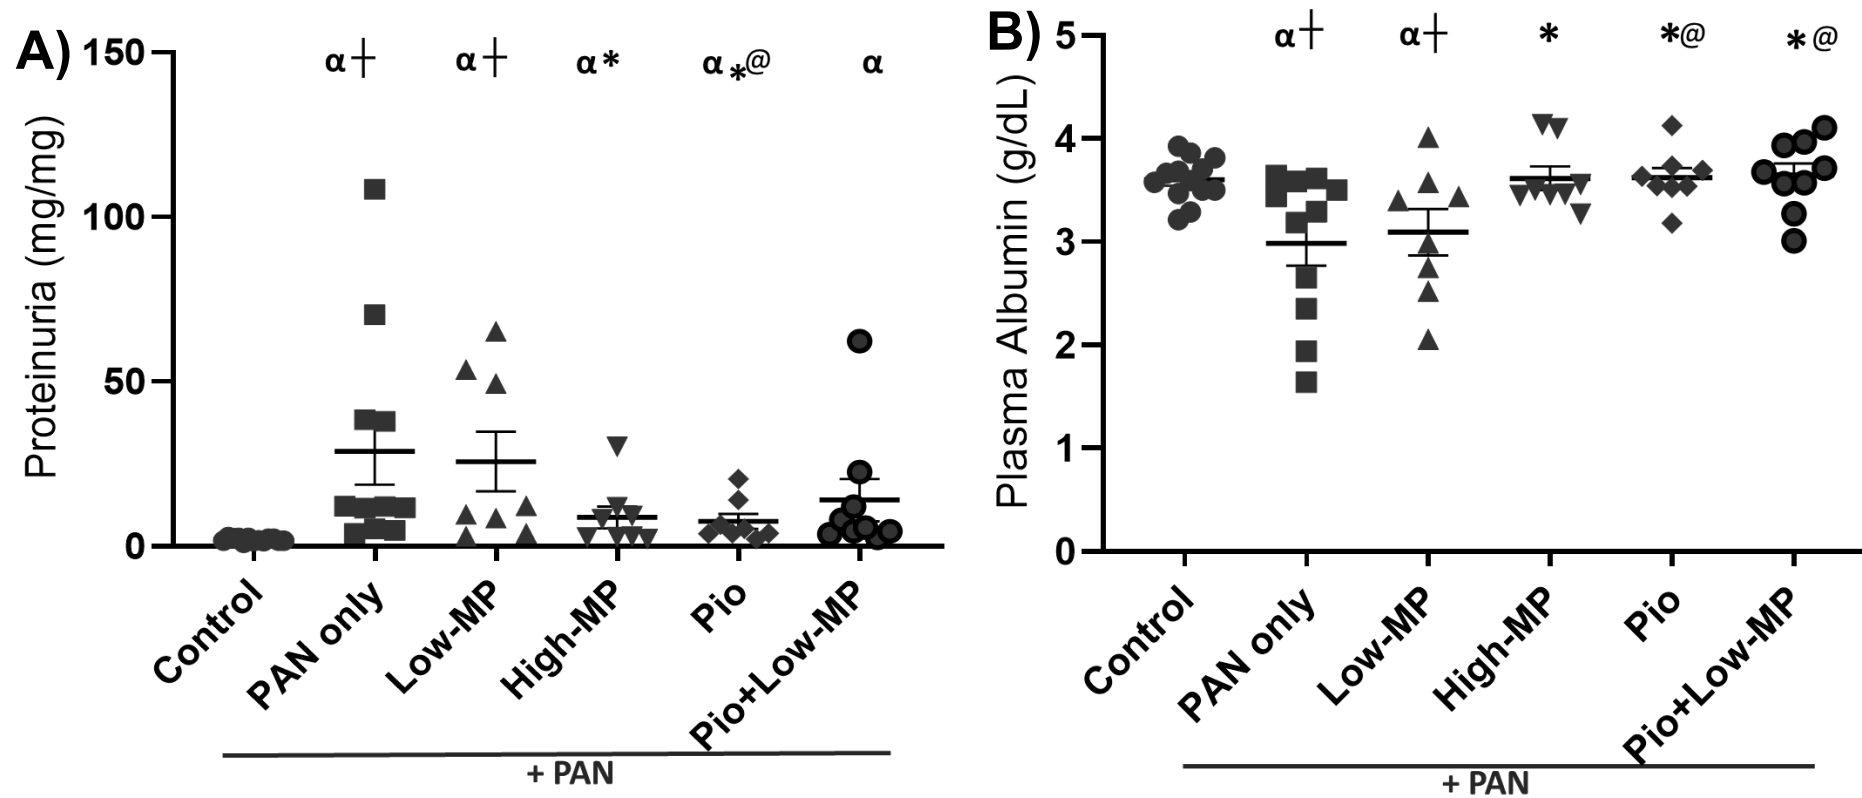 A)
Proteinuria (mg/mg)
150
100
50
0
α┼ α┼ α* α*@ α
Control
PAN only
Low-MP
High-MP
Pio
Pio+Low-MP
+ PAN
B)
Plasma Albumin (g/dL)
5
4
3
2
1
0
α┼ α┼ * *@ *@
Control
PAN only
Low-MP
High-MP
Pio
Pio+Low-MP
+ PAN